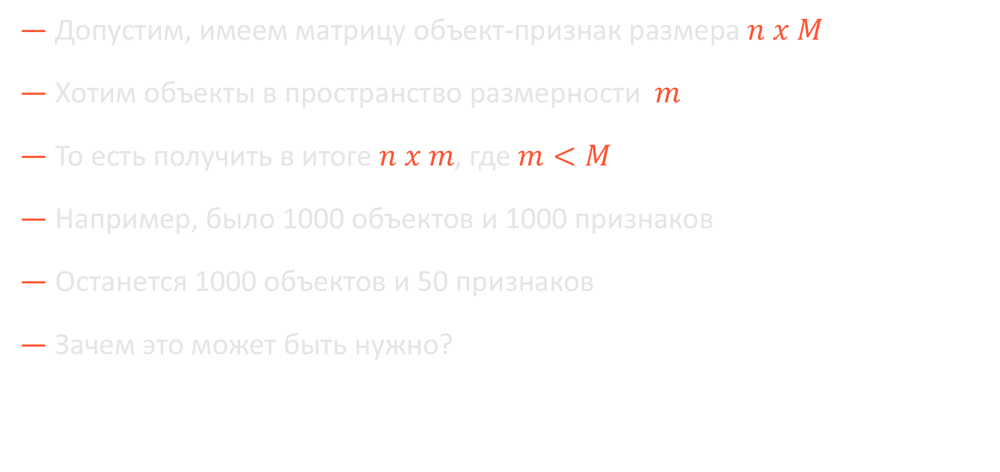 — Допустим, имеем матрицу объект-признак размера n x M
— Хотим объекты в пространство размерности m
— То есть получить в итоге n x m, где m < M
— Например, было 1000 объектов и 1000 признаков
— Останется 1000 объектов и 50 признаков
— Зачем это может быть нужно?